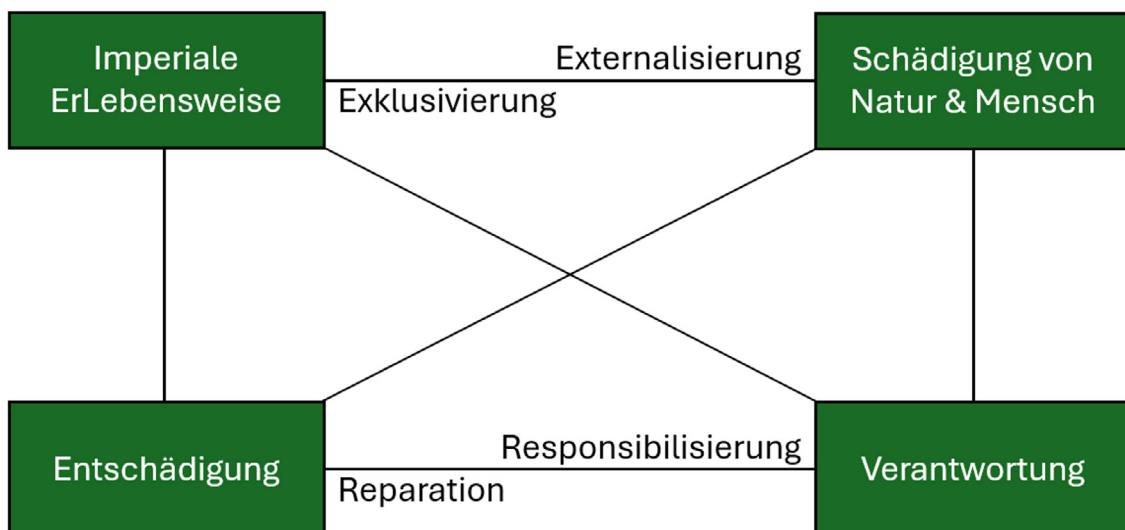 Imperiale
ErLebensweise
Externalisierung
Exklusivierung
Schädigung von
Natur & Mensch
Entschädigung
Responsibilisierung
Reparation
Verantwortung